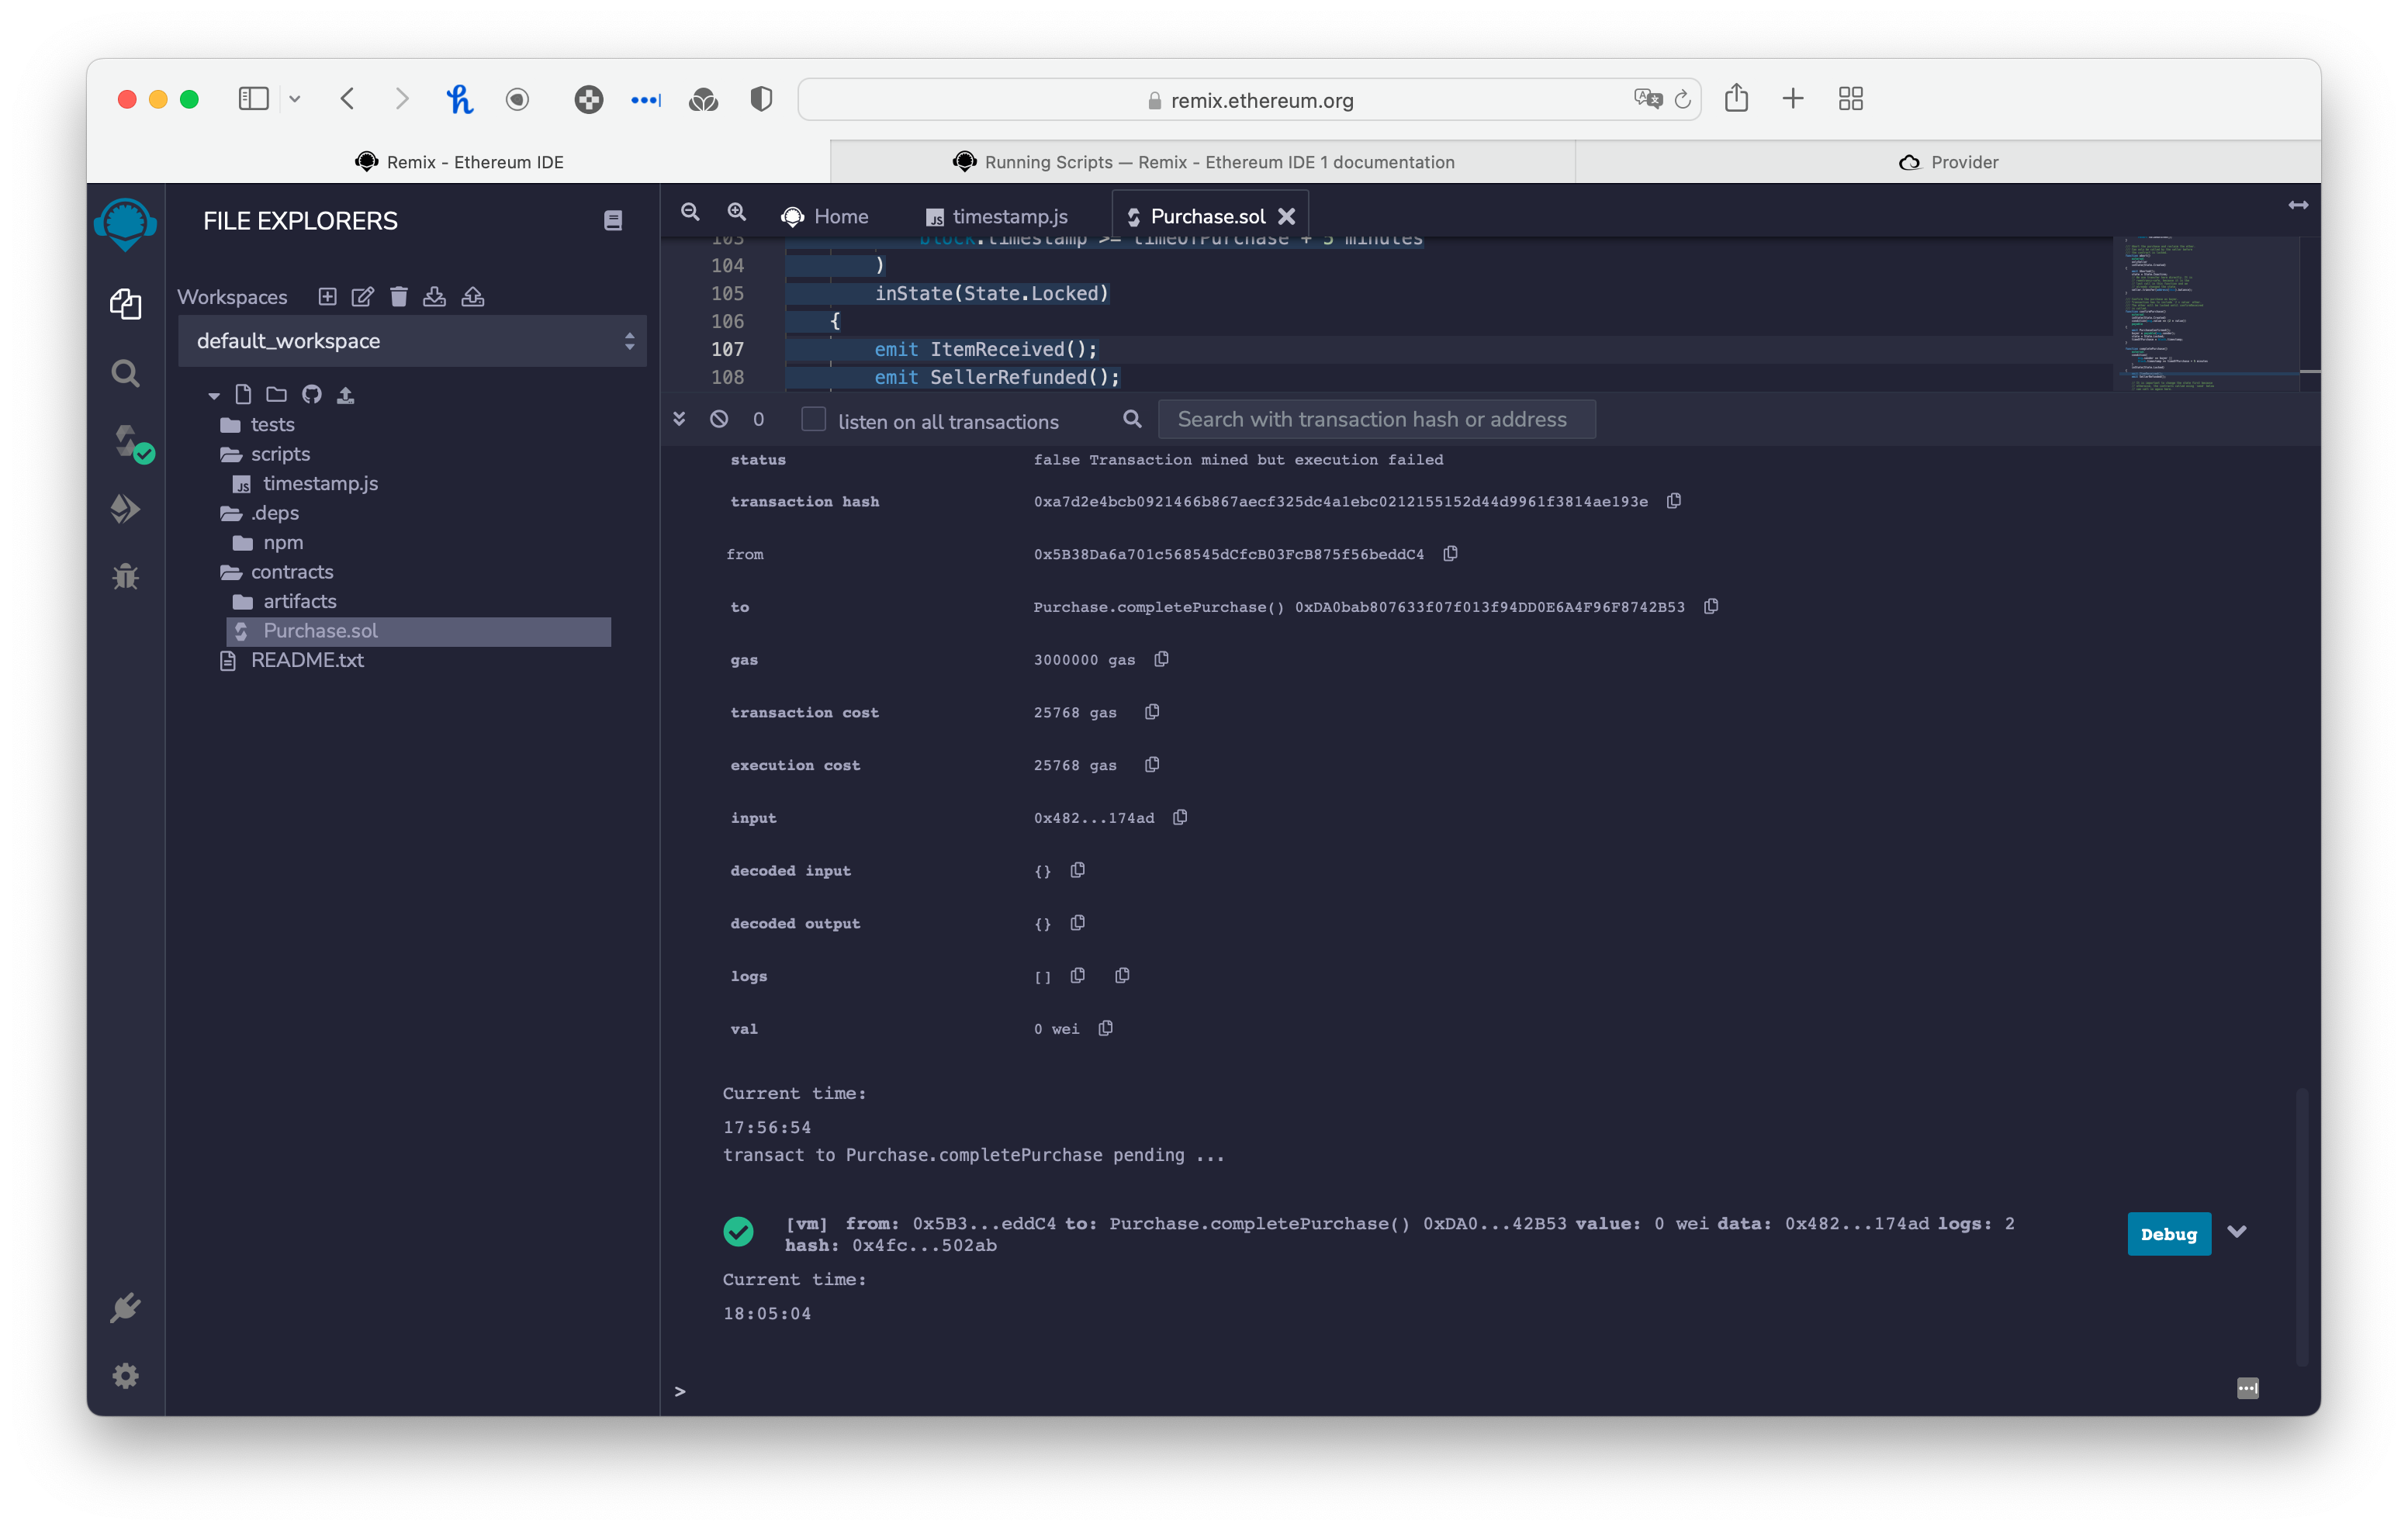 remix.ethereum.org
Remix - Ethereum IDE
Running Scripts — Remix - Ethereum IDE 1 documentation
Provider
FILE EXPLORERS
Home
timestamp.js
Purchase.sol
Workspaces
default_workspace
tests
scripts
timestamp.js
.deps
npm
contracts
artifacts
Purchase.sol
README.txt
103 block.timestamp >= timeOfPurchase + 5 minutes
104 )
105 inState(State.Locked)
106 {
107 emit ItemReceived();
108 emit SellerRefunded();
0 listen on all transactions Search with transaction hash or address
status false Transaction mined but execution failed
transaction hash 0xa7d2e4bcb0921466b867aecf325dc4a1ebc0212155152d44d9961f3814ae193e
from 0x5B38Da6a701c568545dCfcB03FcB875f56beddC4
to Purchase.completePurchase() 0xDA0bab807633f07f013f94DD0E6A4F96F8742B53
gas 3000000 gas
transaction cost 25768 gas
execution cost 25768 gas
input 0x482...174ad
decoded input {}
decoded output {}
logs []
val 0 wei
Current time:
17:56:54
transact to Purchase.completePurchase pending ...
[vm] from: 0x5B3...eddC4 to: Purchase.completePurchase() 0xDA0...42B53 value: 0 wei data: 0x482...174ad logs: 2
hash: 0x4fc...502ab
Debug
Current time:
18:05:04
>